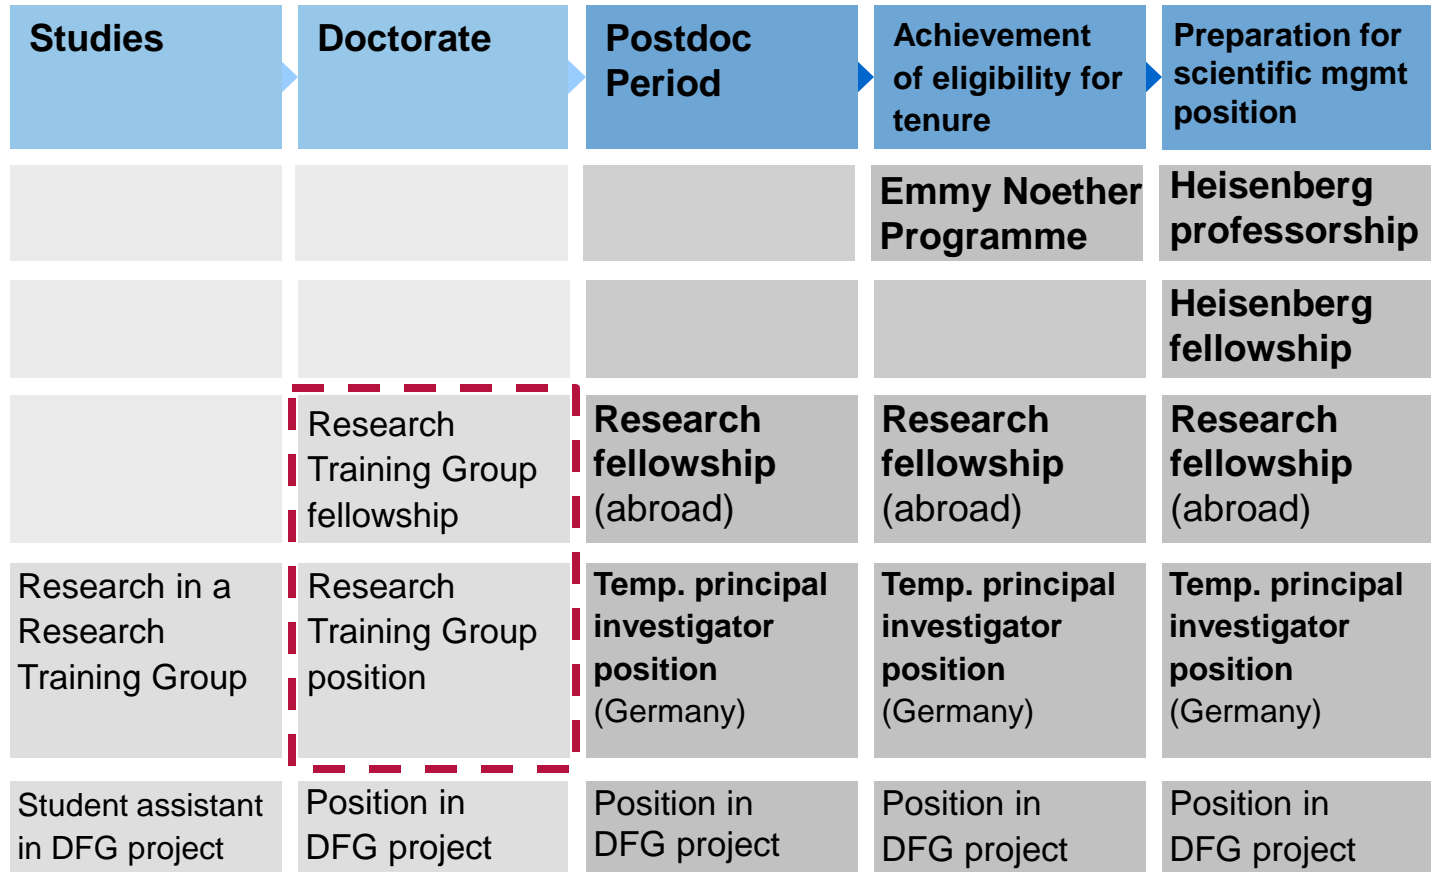 Studies
Doctorate
Postdoc
Period
Achievement
of eligibility for
tenure
Preparation for
scientific mgmt
position
Emmy Noether
Programme
Heisenberg
professorship
Heisenberg
fellowship
Research
Training Group
fellowship
Research
fellowship
(abroad)
Research
fellowship
(abroad)
Research
fellowship
(abroad)
Research in a
Research
Training Group
Research
Training Group
position
Temp. principal
investigator
position
(Germany)
Temp. principal
investigator
position
(Germany)
Temp. principal
investigator
position
(Germany)
Student assistant
in DFG project
Position in
DFG project
Position in
DFG project
Position in
DFG project
Position in
DFG project